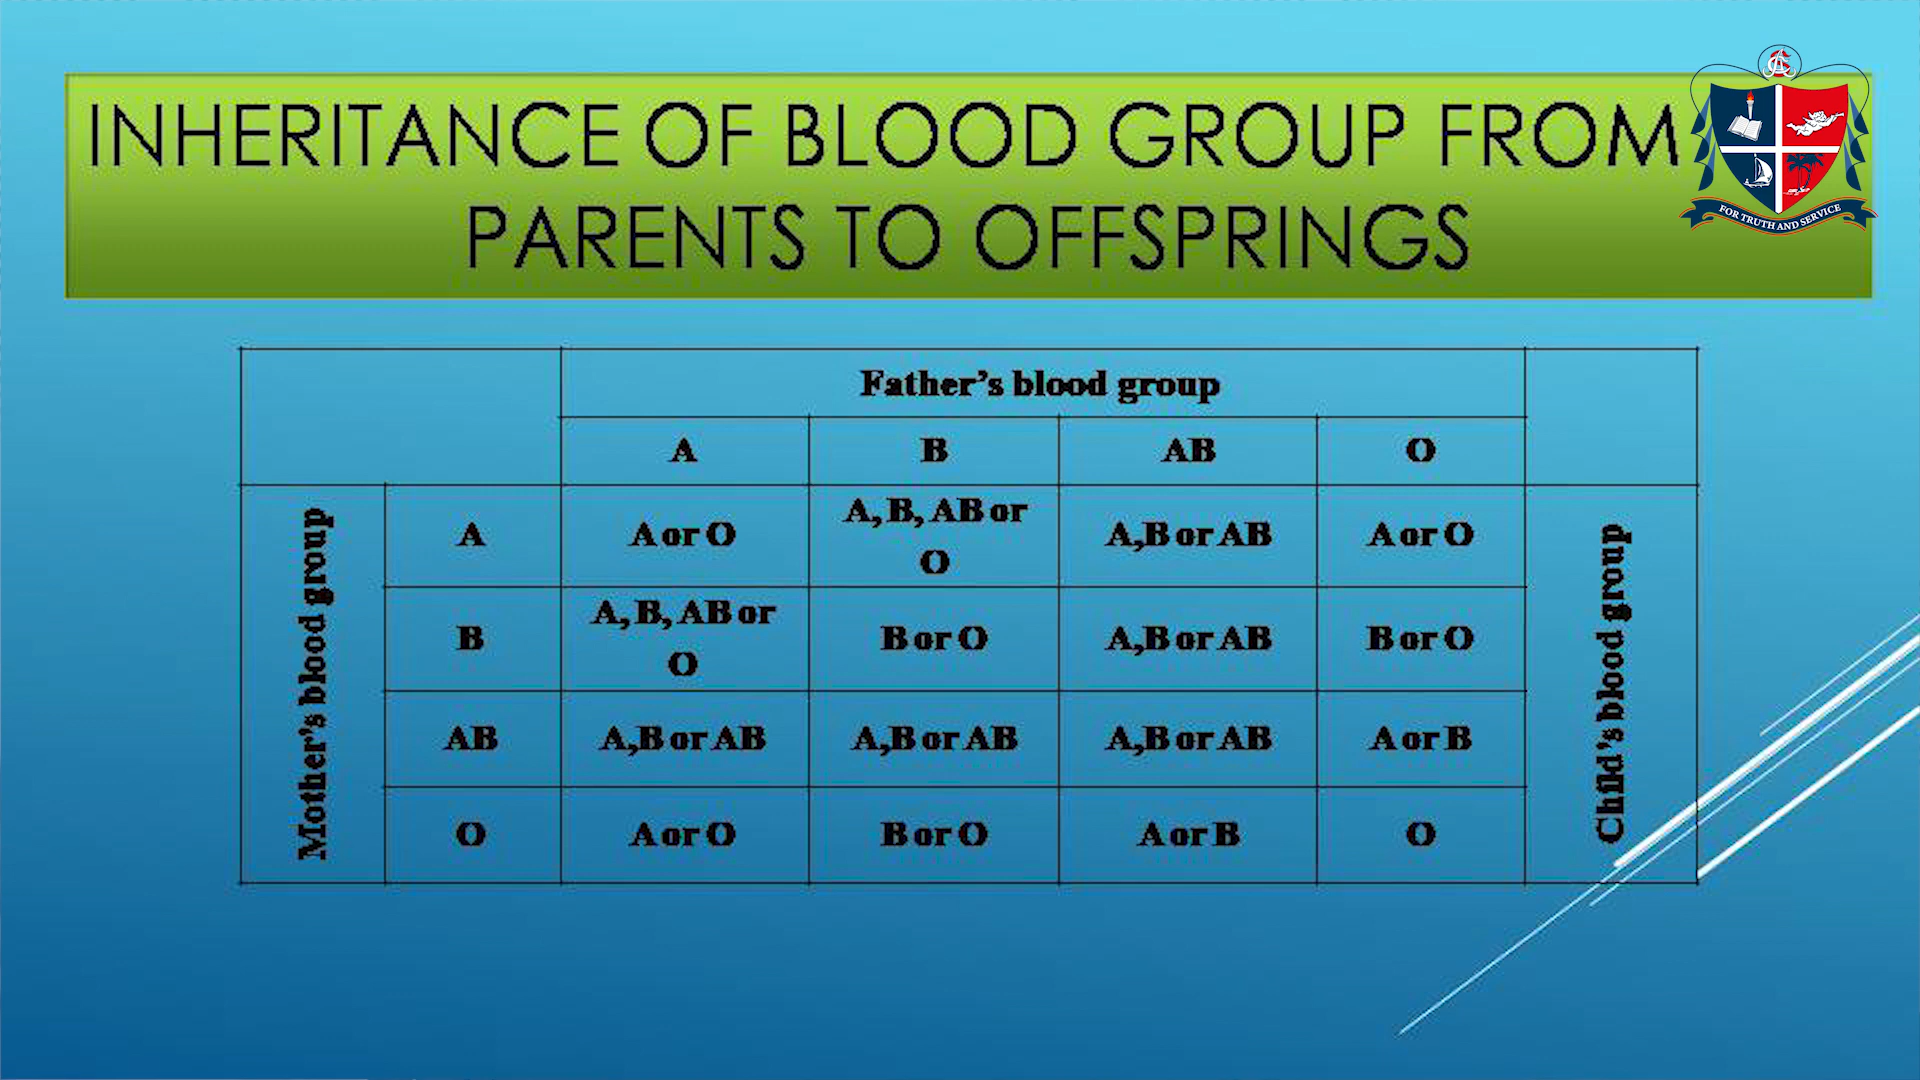 INHERITANCE OF BLOOD GROUP FROM
PARENTS TO OFFSPRINGS
FOR TRUTH AND SERVICE
Father's blood group
A B AB O
Mother's blood group
A A or O A, B, AB or O A,B or AB A or O
B A, B, AB or O B or O A,B or AB B or O
AB A,B or AB A,B or AB A,B or AB A or B
O A or O B or O A or B O
Child's blood group